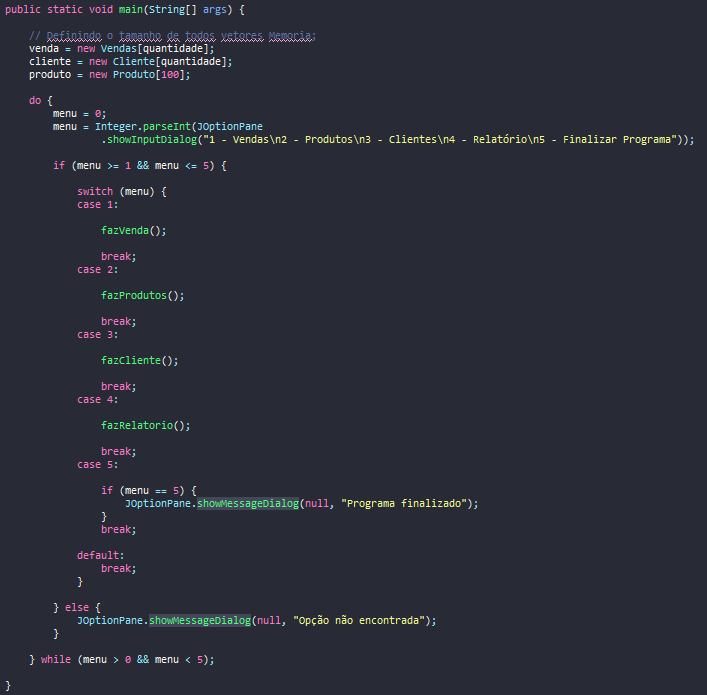 public static void main(String[] args) {
// Definindo o tamanho de todos vetores Memoria;
venda = new Vendas[quantidade];
cliente = new Cliente[quantidade];
produto = new Produto[100];
do {
menu = 0;
menu = Integer.parseInt(JOptionPane
.showInputDialog("1 - Vendas\n2 - Produtos\n3 - Clientes\n4 - Relatório\n5 - Finalizar Programa"));
if (menu >= 1 && menu <= 5) {
switch (menu) {
case 1:
fazVenda();
break;
case 2:
fazProdutos();
break;
case 3:
fazCliente();
break;
case 4:
fazRelatorio();
break;
case 5:
if (menu == 5) {
JOptionPane.showMessageDialog(null, "Programa finalizado");
}
break;
default:
break;
}
} else {
JOptionPane.showMessageDialog(null, "Opção não encontrada");
}
} while (menu > 0 && menu < 5);
}